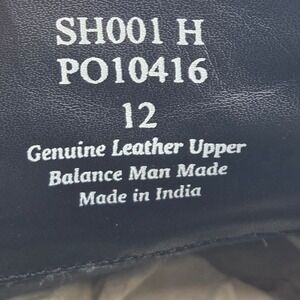 SH001 H
PO10416
12
Genuine Leather Upper
Balance Man Made
Made in India